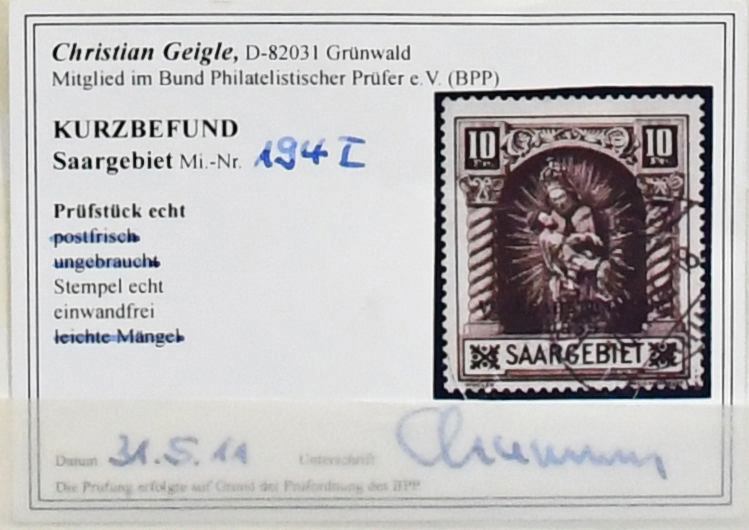 Christian Geigle, D-82031 Grünwald
Mitglied im Bund Philatelistischer Prüfer e.V. (BPP)
KURZBEFUND
Saargebiet Mi.-Nr. 194 I
Prüfstück echt
postfrisch
ungebraucht
Stempel echt
einwandfrei
leichte Mängel
10 Fr. 10 Fr.
SAARGEBIET
Datum 31.5.11 Unterschrift
Die Prüfung erfolgte auf Grund der Prüfordnung des BPP